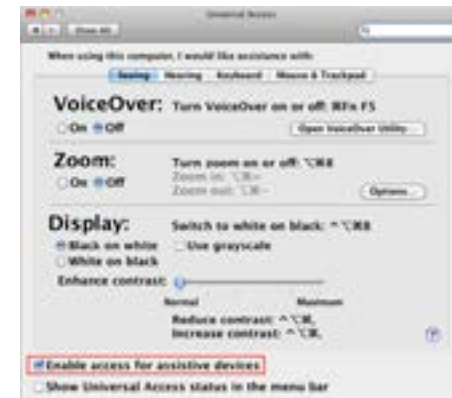 Universal Access
Show All
When using this computer, I would like assistance with:
Seeing Hearing Keyboard Mouse & Trackpad
VoiceOver: Turn VoiceOver on or off: ⌘Fn F5
On Off Open VoiceOver Utility...
Zoom: Turn zoom on or off: ⌥⌘8
On Off Zoom in: ⌥⌘=
Zoom out: ⌥⌘- Options...
Display: Switch to white on black: ^⌥⌘8
Black on white Use grayscale
White on black
Enhance contrast:
Normal Maximum
Reduce contrast: ^⌥⌘,
Increase contrast: ^⌥⌘.
?
Enable access for assistive devices
Show Universal Access status in the menu bar